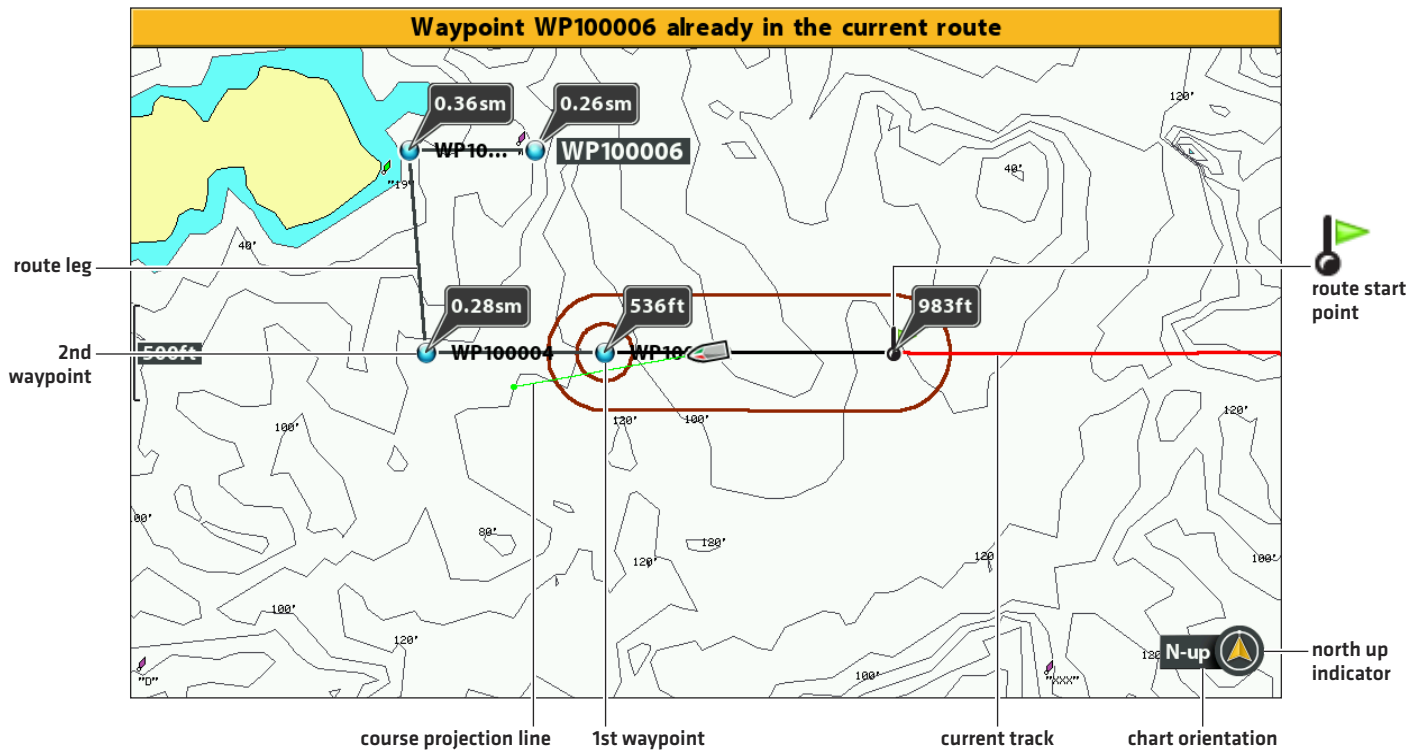 Waypoint WP100006 already in the current route
120'
0.36sm
0.26sm
WP10...
WP100006
40'
"19"
40'
route leg
route start
point
0.28sm
536ft
983ft
2nd
waypoint
500ft
WP100004
120'
120'
100'
100'
00'
80'
120'
120'
120
100'
100'
120'
N-up
north up
indicator
"D"
100'
"XXX"
course projection line
1st waypoint
current track
chart orientation